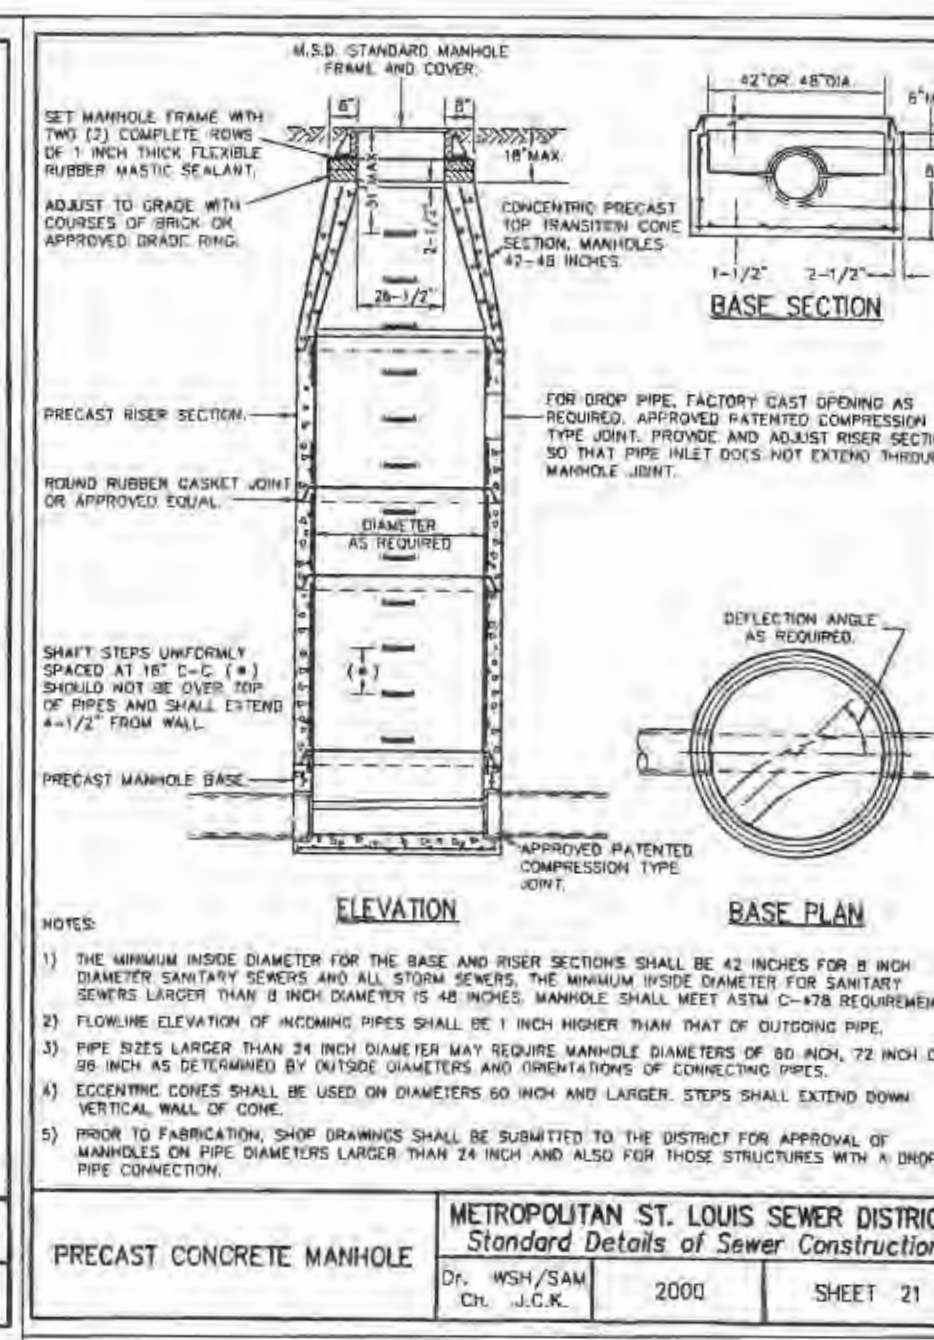 M.S.D. STANDARD MANHOLE
FRAME AND COVER.
SET MANHOLE FRAME WITH
TWO (2) COMPLETE ROWS
OF 1 INCH THICK FLEXIBLE
RUBBER MASTIC SEALANT.
ADJUST TO GRADE WITH
COURSES OF BRICK OR
APPROVED GRADE RING.
8"
8"
18"MAX.
31"MAX
2-1/2"
26-1/2"
CONCENTRIC PRECAST
TOP TRANSITION CONE
SECTION, MANHOLES
42-48 INCHES.
42"OR 48"DIA.
1-1/2"
2-1/2"
BASE SECTION
PRECAST RISER SECTION.
FOR DROP PIPE, FACTORY CAST OPENING AS
REQUIRED. APPROVED PATENTED COMPRESSION
TYPE JOINT. PROVIDE AND ADJUST RISER SECTI
SO THAT PIPE INLET DOES NOT EXTEND THROU
MANHOLE JOINT.
ROUND RUBBER GASKET JOINT
OR APPROVED EQUAL.
DIAMETER
AS REQUIRED
SHAFT STEPS UNIFORMLY
SPACED AT 16" C-C. (*)
SHOULD NOT BE OVER TOP
OF PIPES AND SHALL EXTEND
4-1/2" FROM WALL.
(*)
DEFLECTION ANGLE
AS REQUIRED.
PRECAST MANHOLE BASE.
APPROVED PATENTED
COMPRESSION TYPE
JOINT.
ELEVATION
BASE PLAN
NOTES:
1) THE MINIMUM INSIDE DIAMETER FOR THE BASE AND RISER SECTIONS SHALL BE 42 INCHES FOR 8 INCH
DIAMETER SANITARY SEWERS AND ALL STORM SEWERS. THE MINIMUM INSIDE DIAMETER FOR SANITARY
SEWERS LARGER THAN 8 INCH DIAMETER IS 48 INCHES. MANHOLE SHALL MEET ASTM C-478 REQUIREME
2) FLOWLINE ELEVATION OF INCOMING PIPES SHALL BE 1 INCH HIGHER THAN THAT OF OUTGOING PIPE.
3) PIPE SIZES LARGER THAN 24 INCH DIAMETER MAY REQUIRE MANHOLE DIAMETERS OF 60 INCH, 72 INCH O
96 INCH AS DETERMINED BY OUTSIDE DIAMETERS AND ORIENTATIONS OF CONNECTING PIPES.
4) ECCENTRIC CONES SHALL BE USED ON DIAMETERS 60 INCH AND LARGER. STEPS SHALL EXTEND DOWN
VERTICAL WALL OF CONE.
5) PRIOR TO FABRICATION, SHOP DRAWINGS SHALL BE SUBMITTED TO THE DISTRICT FOR APPROVAL OF
MANHOLES ON PIPE DIAMETERS LARGER THAN 24 INCH AND ALSO FOR THOSE STRUCTURES WITH A DROP
PIPE CONNECTION.
PRECAST CONCRETE MANHOLE
METROPOLITAN ST. LOUIS SEWER DISTRIC
Standard Details of Sewer Construction
Dr. WSH/SAM
Ch. J.C.K.
2000
SHEET 21